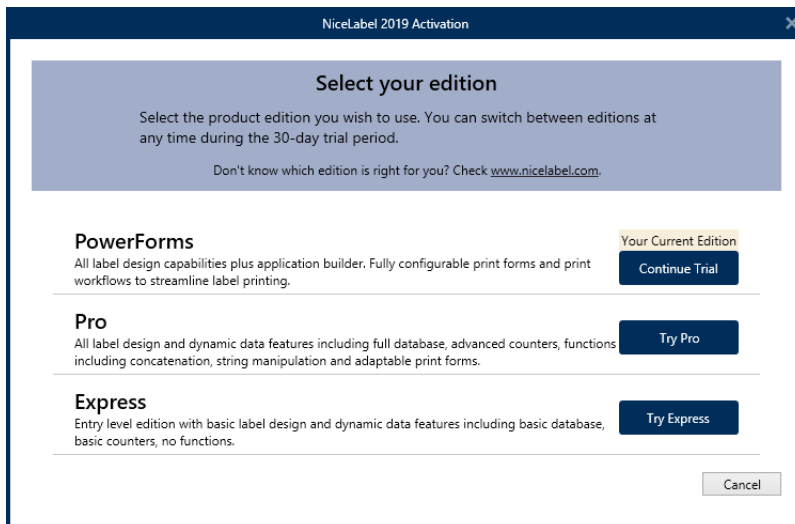 NiceLabel 2019 Activation
Select your edition
Select the product edition you wish to use. You can switch between editions at
any time during the 30-day trial period.
Don't know which edition is right for you? Check www.nicelabel.com.
PowerForms
All label design capabilities plus application builder. Fully configurable print forms and print
workflows to streamline label printing.
Your Current Edition
Continue Trial
Pro
All label design and dynamic data features including full database, advanced counters, functions
including concatenation, string manipulation and adaptable print forms.
Try Pro
Express
Entry level edition with basic label design and dynamic data features including basic database,
basic counters, no functions.
Try Express
Cancel